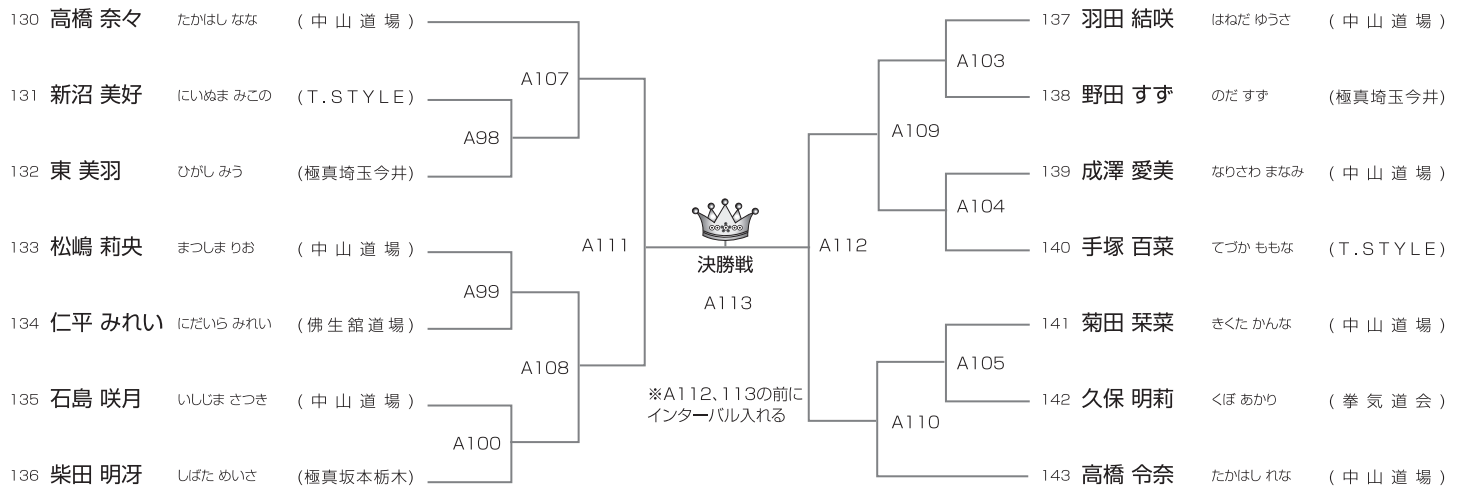 130 高橋 奈々 たかはし なな (中山道場)
A107
131 新沼 美好 にいぬま みこの (T.STYLE)
A98
132 東 美羽 ひがし みう (極真埼玉今井)
A111
133 松嶋 莉央 まつしま りお (中山道場)
A99
134 仁平 みれい にだいら みれい (佛生舘道場)
A108
135 石島 咲月 いしじま さつき (中山道場)
A100
136 柴田 明冴 しばた めいさ (極真坂本栃木)
決勝戦
A113
※A112、113の前に
インターバル入れる
137 羽田 結咲 はねだ ゆうさ (中山道場)
A103
138 野田 すず のだ すず (極真埼玉今井)
A109
139 成澤 愛美 なりさわ まなみ (中山道場)
A104
140 手塚 百菜 てづか ももな (T.STYLE)
A112
141 菊田 栞菜 きくた かんな (中山道場)
A105
142 久保 明莉 くぼ あかり (拳気道会)
A110
143 高橋 令奈 たかはし れな (中山道場)